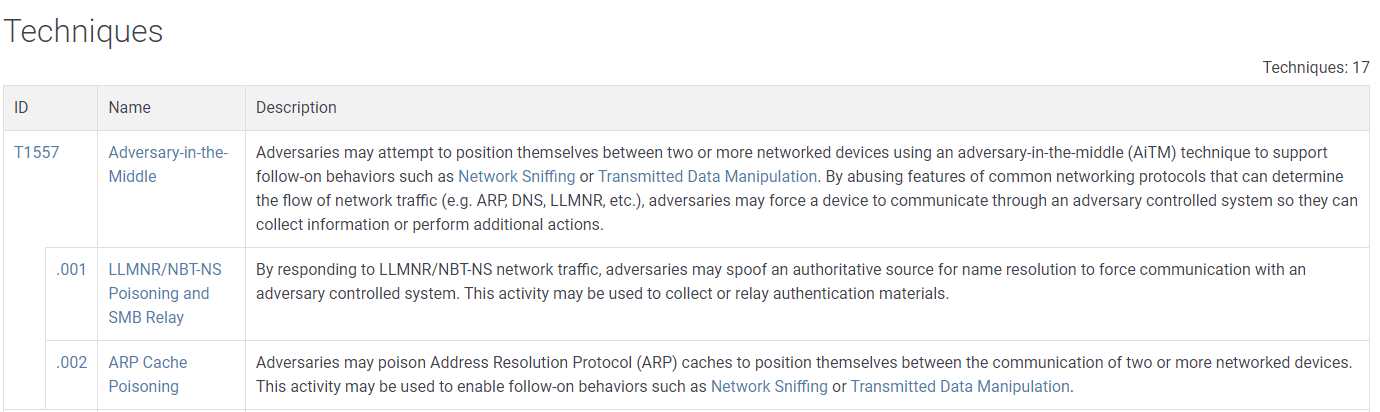 Techniques
Techniques: 17
ID Name Description
T1557 Adversary-in-the-
Middle
Adversaries may attempt to position themselves between two or more networked devices using an adversary-in-the-middle (AiTM) technique to support
follow-on behaviors such as Network Sniffing or Transmitted Data Manipulation. By abusing features of common networking protocols that can determine
the flow of network traffic (e.g. ARP, DNS, LLMNR, etc.), adversaries may force a device to communicate through an adversary controlled system so they can
collect information or perform additional actions.
.001 LLMNR/NBT-NS
Poisoning and
SMB Relay
By responding to LLMNR/NBT-NS network traffic, adversaries may spoof an authoritative source for name resolution to force communication with an
adversary controlled system. This activity may be used to collect or relay authentication materials.
.002 ARP Cache
Poisoning
Adversaries may poison Address Resolution Protocol (ARP) caches to position themselves between the communication of two or more networked devices.
This activity may be used to enable follow-on behaviors such as Network Sniffing or Transmitted Data Manipulation.